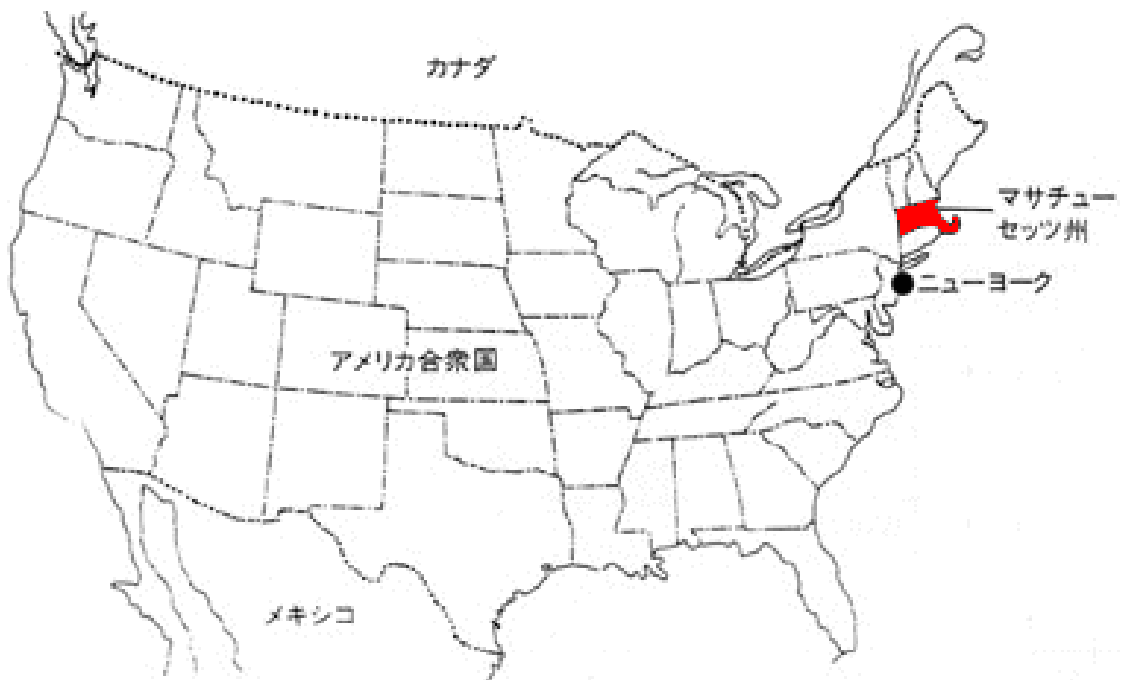 カナダ
マサチュー
セッツ州
ニューヨーク
アメリカ合衆国
メキシコ